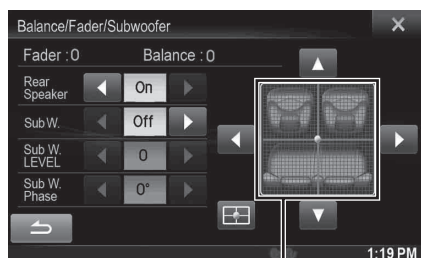 Balance/Fader/Subwoofer
Fader : 0 Balance : 0
Rear Speaker On
Sub W. Off
Sub W. LEVEL 0
Sub W. Phase 0°
1:19 PM